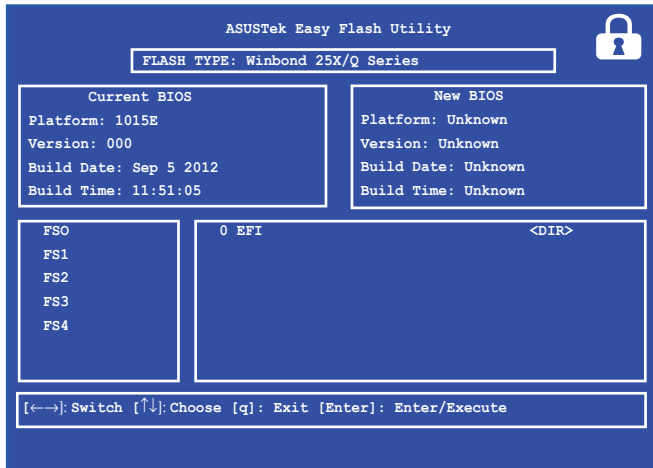 ASUSTek Easy Flash Utility
FLASH TYPE: Winbond 25X/Q Series
Current BIOS
Platform: 1015E
Version: 000
Build Date: Sep 5 2012
Build Time: 11:51:05
New BIOS
Platform: Unknown
Version: Unknown
Build Date: Unknown
Build Time: Unknown
FSO
FS1
FS2
FS3
FS4
0 EFI <DIR>
[←→]: Switch [↑↓]: Choose [q]: Exit [Enter]: Enter/Execute